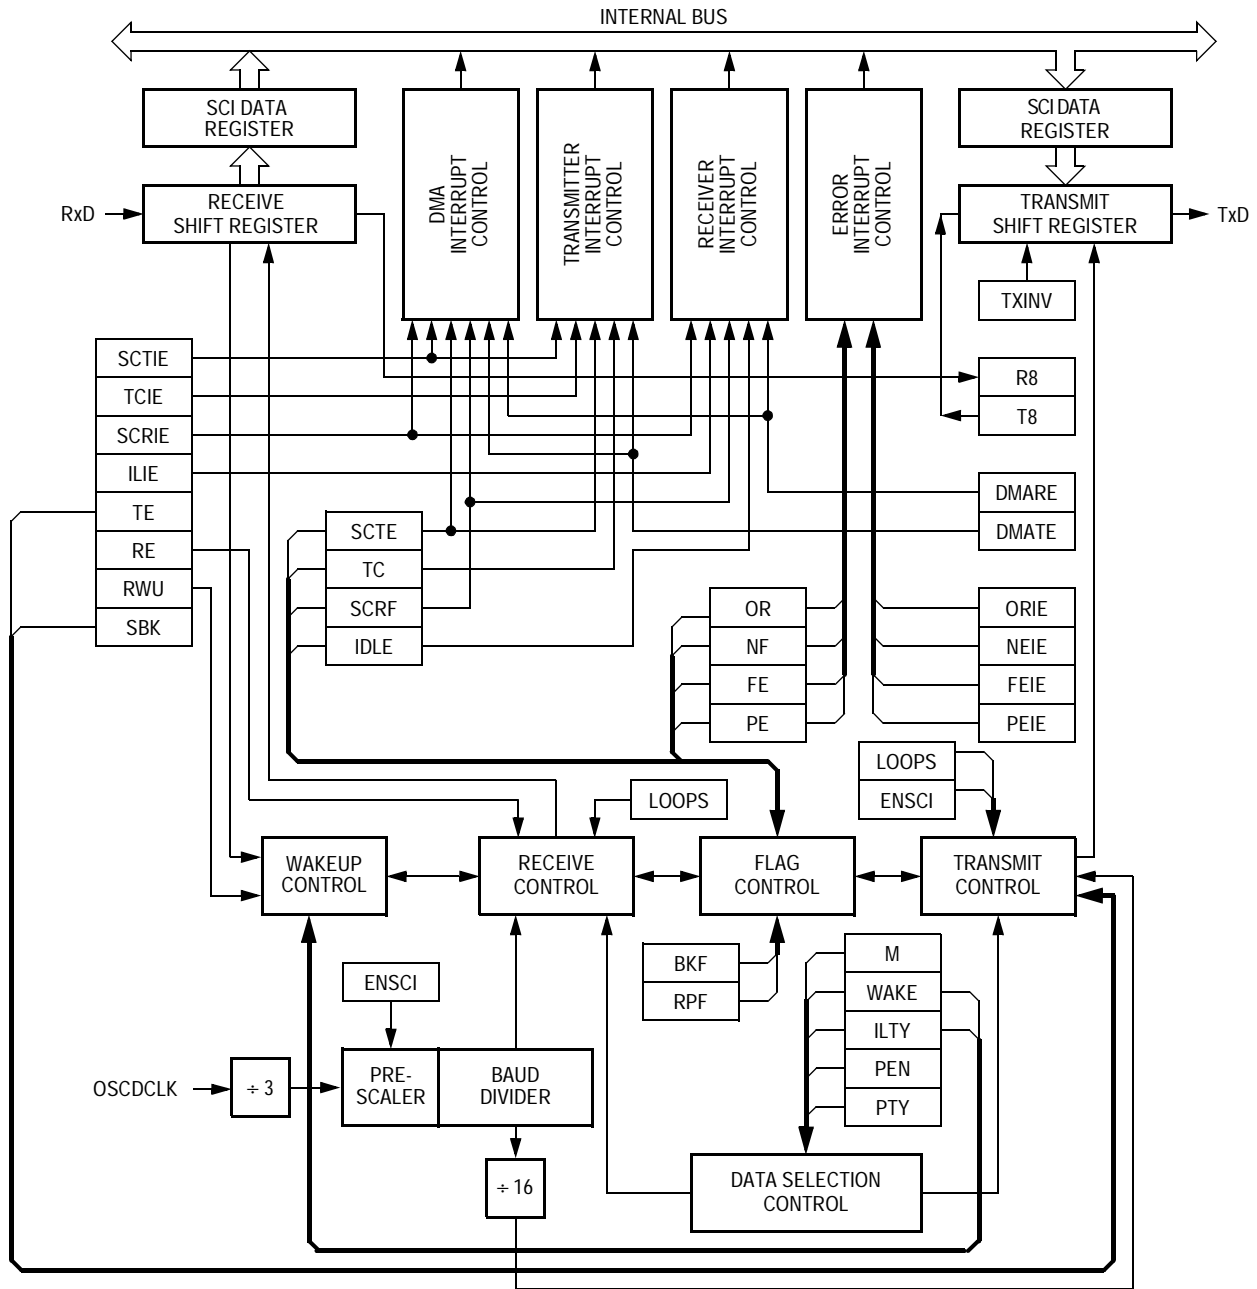 INTERNAL BUS
SCI DATA
REGISTER
DMA
INTERRUPT
CONTROL
TRANSMITTER
INTERRUPT
CONTROL
RECEIVER
INTERRUPT
CONTROL
ERROR
INTERRUPT
CONTROL
SCI DATA
REGISTER
RxD
RECEIVE
SHIFT REGISTER
TRANSMIT
SHIFT REGISTER
TxD
TXINV
SCTIE
TCIE
SCRIE
ILIE
TE
RE
RWU
SBK
R8
T8
DMARE
DMATE
SCTE
TC
SCRF
IDLE
OR
NF
FE
PE
ORIE
NEIE
FEIE
PEIE
LOOPS
ENSCI
LOOPS
WAKEUP
CONTROL
RECEIVE
CONTROL
FLAG
CONTROL
TRANSMIT
CONTROL
BKF
RPF
M
WAKE
ILTY
PEN
PTY
ENSCI
OSCDCLK
÷ 3
PRE-
SCALER
BAUD
DIVIDER
÷ 16
DATA SELECTION
CONTROL